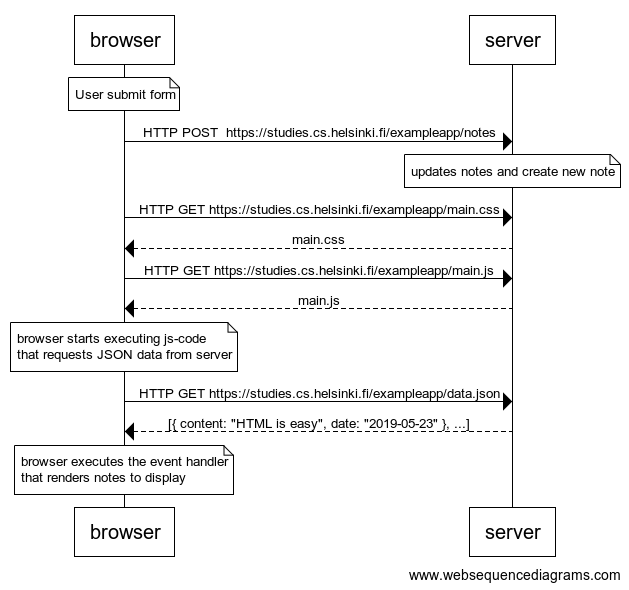 browser
server
User submit form
HTTP POST  https://studies.cs.helsinki.fi/exampleapp/notes
updates notes and create new note
HTTP GET https://studies.cs.helsinki.fi/exampleapp/main.css
main.css
HTTP GET https://studies.cs.helsinki.fi/exampleapp/main.js
main.js
browser starts executing js-code
that requests JSON data from server
HTTP GET https://studies.cs.helsinki.fi/exampleapp/data.json
[{ content: "HTML is easy", date: "2019-05-23" }, ...]
browser executes the event handler
that renders notes to display
browser
server
www.websequencediagrams.com